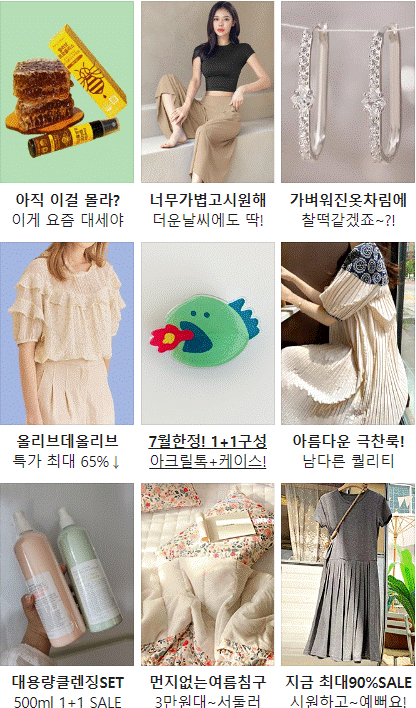 아직 이걸 몰라?
이게 요즘 대세야
너무가볍고시원해
더운날씨에도 딱!
가벼워진옷차림에
찰떡같겠죠~?!
올리브데올리브
특가 최대 65%↓
7월한정! 1+1구성
아크릴톡+케이스!
아름다운 극찬룩!
남다른 퀄리티
대용량클렌징SET
500ml 1+1 SALE
먼지없는여름침구
3만원대~서둘러
지금 최대90%SALE
시원하고~예뻐요!